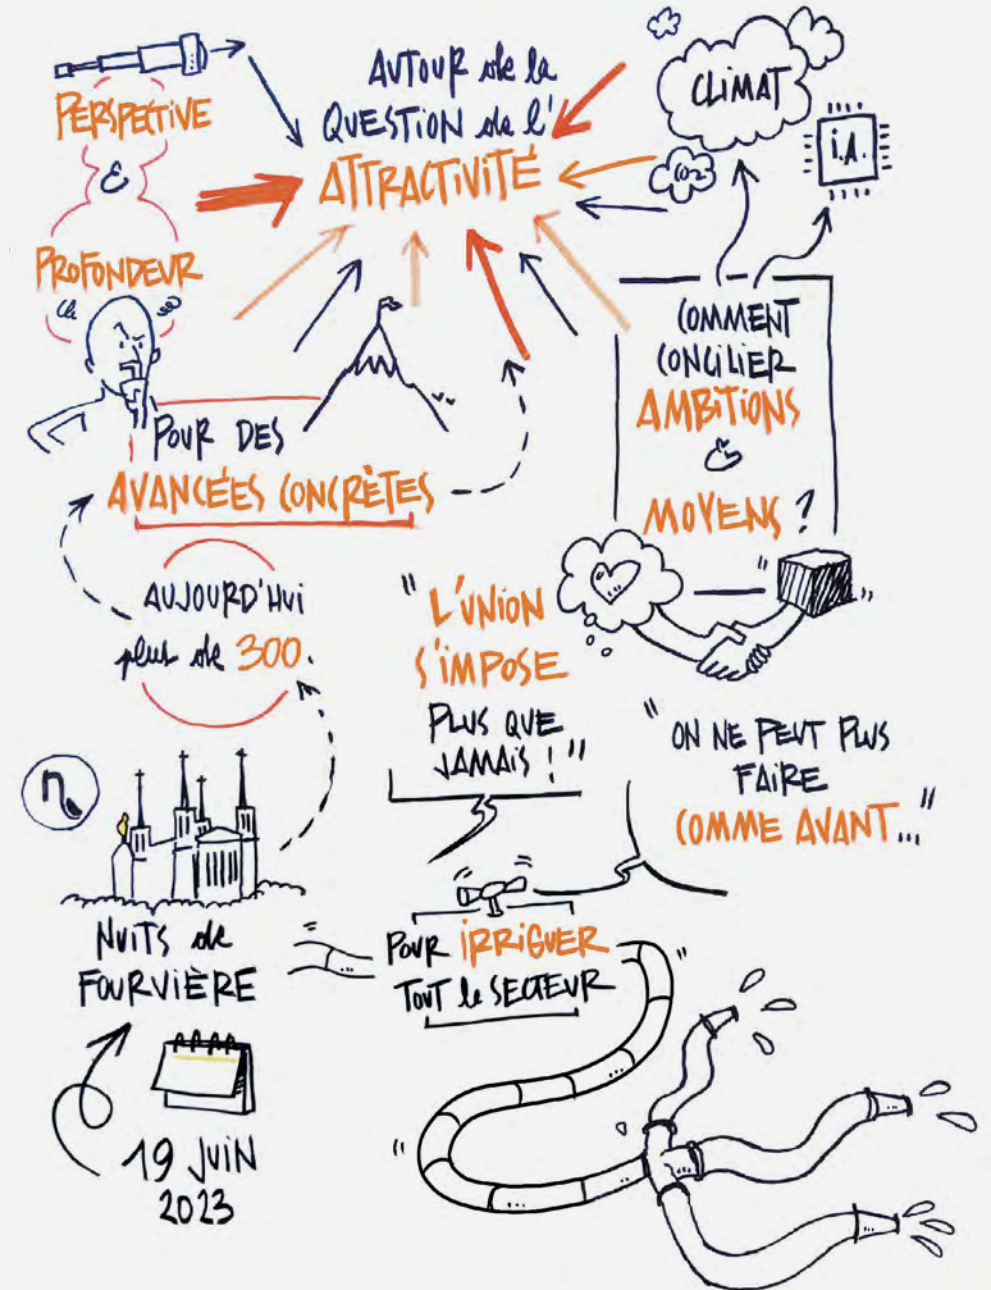 PERSPECTIVE
&
PROFONDEUR
AUTOUR de la
QUESTION de l'
ATTRACTIVITÉ
CLIMAT
CO2
I.A.
COMMENT
CONCILIER
AMBITIONS
&
MOYENS ?
POUR DES
AVANCÉES CONCRÈTES
AUJOURD'HUI
plus de 300.
"L'UNION
S'IMPOSE
PLUS QUE
JAMAIS !"
"ON NE PEUT PLUS
FAIRE
COMME AVANT..."
n
NUITS de
FOURVIÈRE
19 JUIN
2023
POUR IRRIGUER
TOUT le SECTEUR